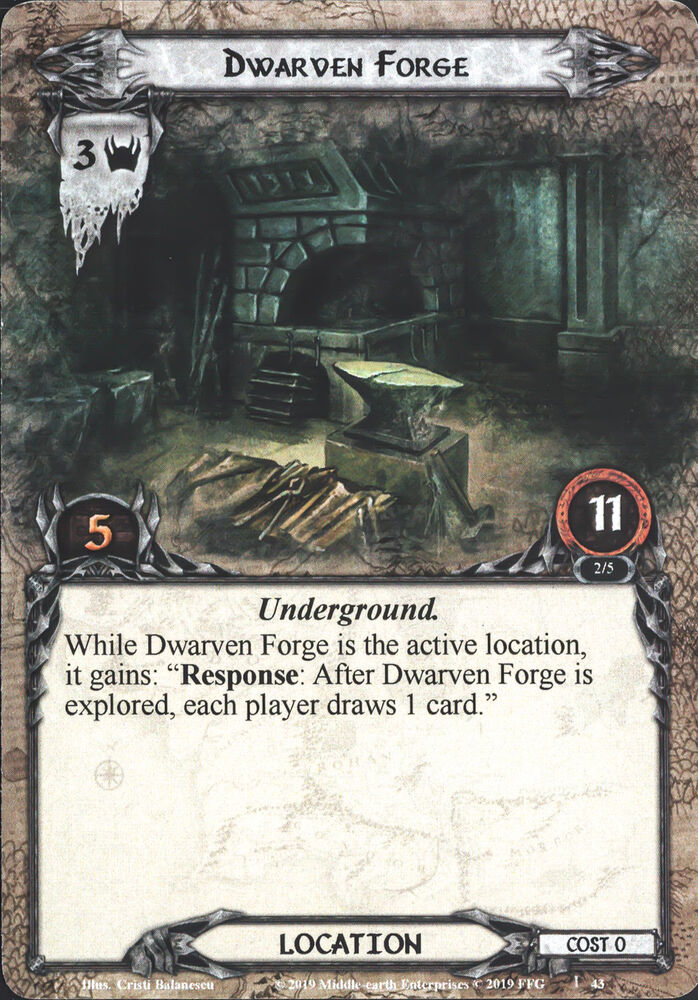 Dwarven Forge
3
5
11
2/5
Underground.
While Dwarven Forge is the active location,
it gains: “Response: After Dwarven Forge is
explored, each player draws 1 card.”
ROHAN
LOCATION
COST 0
Illus. Cristi Balanescu
© 2019 Middle-earth Enterprises © 2019 FFG
43